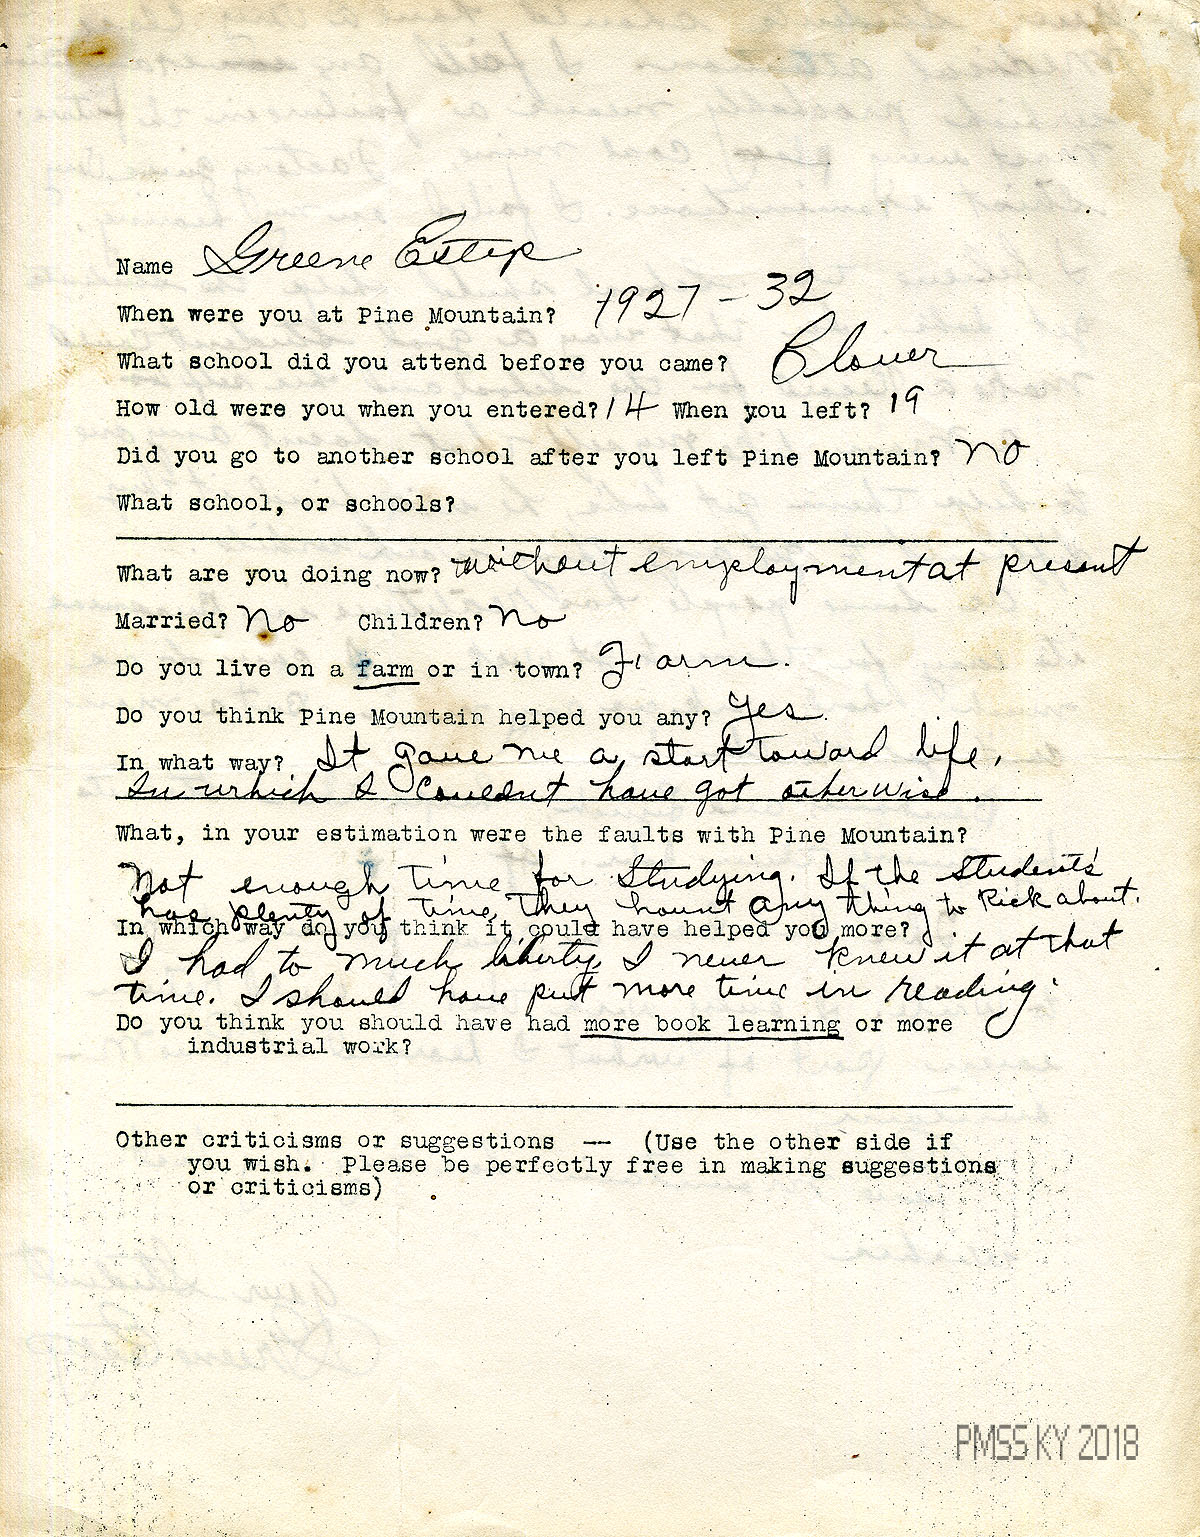 Name Greene Estep
When were you at Pine Mountain? 1927 - 32
What school did you attend before you came? Clover
How old were you when you entered? 14 When you left? 19
Did you go to another school after you left Pine Mountain? No
What school, or schools?
What are you doing now? without employment at present
Married? No Children? No
Do you live on a farm or in town? Farm.
Do you think Pine Mountain helped you any? Yes.
In what way? It gave me a start toward life,
In which I couldnt have got otherwise.
What, in your estimation were the faults with Pine Mountain?
Not enough time for studying. If the Students
has plenty of time, they hount any thing to Kick about.
In which way do you think it could have helped you more?
I had to much liberty I never knew it at that
time. I should have put more time in reading.
Do you think you should have had more book learning or more
industrial work?
Other criticisms or suggestions -- (Use the other side if
you wish. Please be perfectly free in making suggestions
or criticisms)
PMSS KY 2018